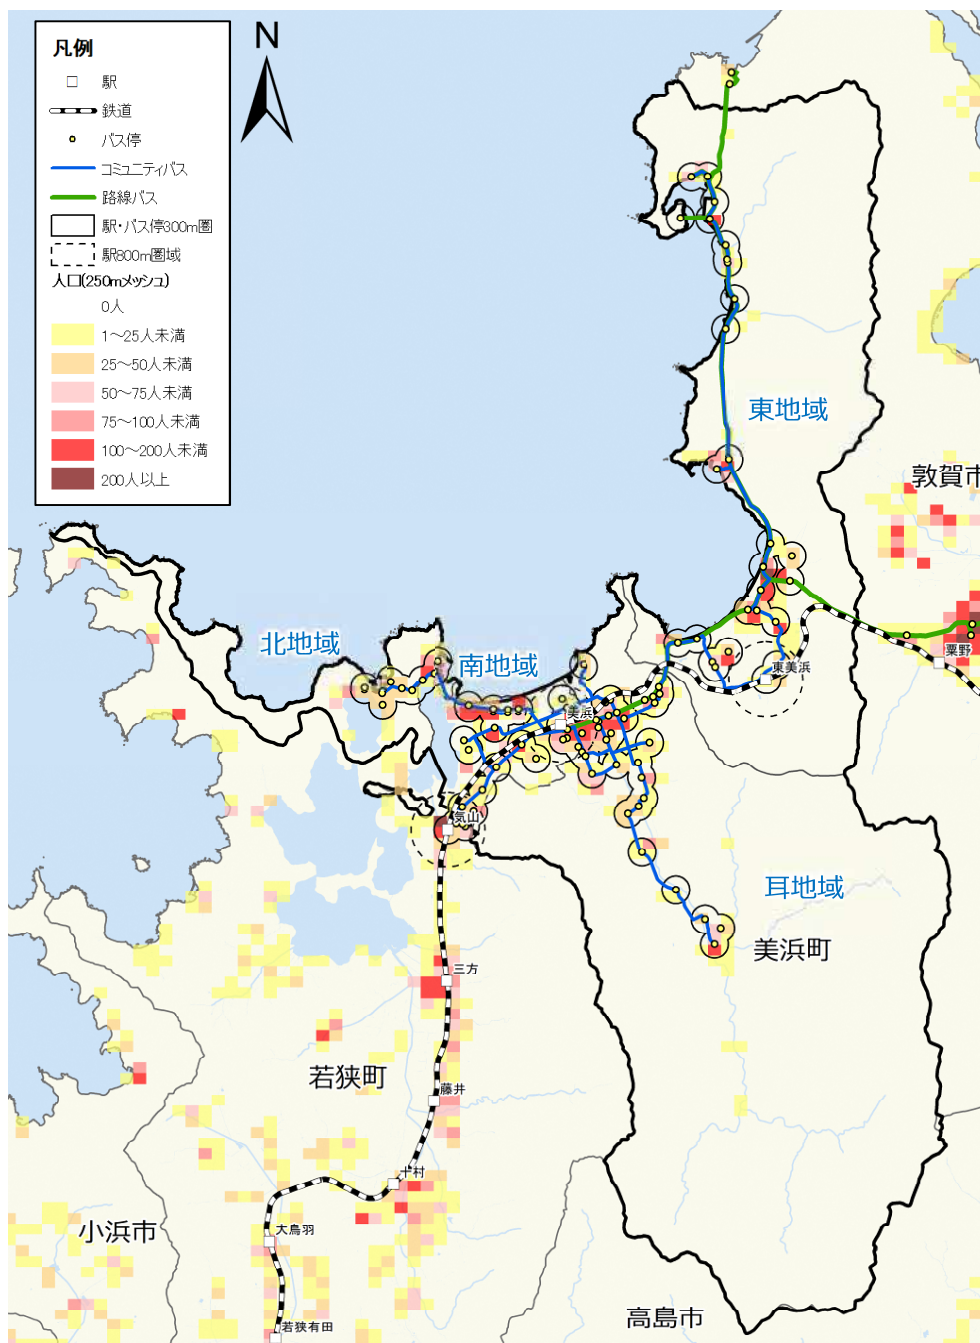 凡例
N
駅
鉄道
バス停
コミュニティバス
路線バス
駅・バス停300m圏
駅800m圏域
人口(250mメッシュ)
0人
1～25人未満
25～50人未満
50～75人未満
75～100人未満
100～200人未満
200人以上
東地域
敦賀市
北地域
南地域
粟野
東美浜
美浜
気山
耳地域
美浜町
三方
若狭町
藤井
十村
小浜市
大鳥羽
高島市
若狭有田